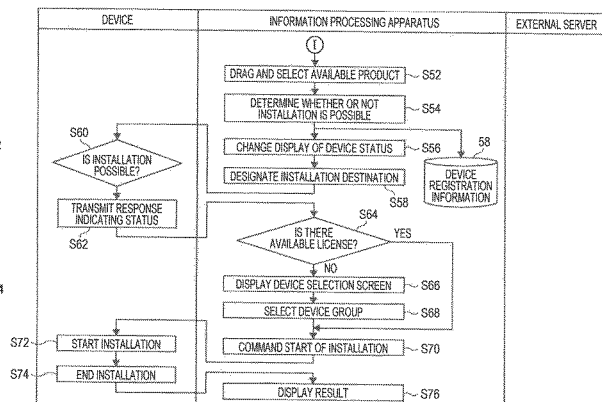 DEVICE
INFORMATION PROCESSING APPARATUS
EXTERNAL SERVER
DRAG AND SELECT AVAILABLE PRODUCT
S52
DETERMINE WHETHER OR NOT
INSTALLATION IS POSSIBLE
S54
S60
IS INSTALLATION
POSSIBLE?
CHANGE DISPLAY OF DEVICE STATUS
S56
58
DEVICE
REGISTRATION
INFORMATION
DESIGNATE INSTALLATION DESTINATION
S58
TRANSMIT RESPONSE
INDICATING STATUS
S62
S64
IS THERE
AVAILABLE LICENSE?
YES
NO
DISPLAY DEVICE SELECTION SCREEN
S66
SELECT DEVICE GROUP
S68
S72
START INSTALLATION
COMMAND START OF INSTALLATION
S70
S74
END INSTALLATION
DISPLAY RESULT
S76